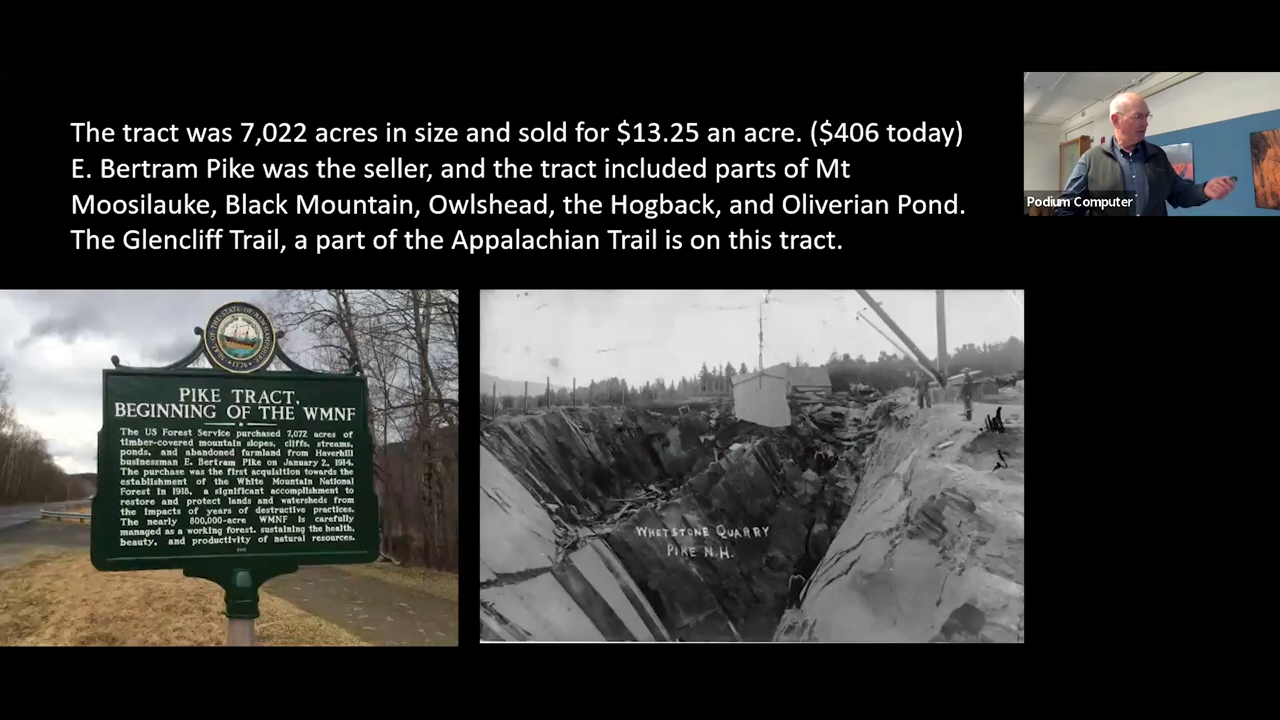 The tract was 7,022 acres in size and sold for $13.25 an acre. ($406 today)
E. Bertram Pike was the seller, and the tract included parts of Mt
Moosilauke, Black Mountain, Owlshead, the Hogback, and Oliverian Pond.
The Glencliff Trail, a part of the Appalachian Trail is on this tract.
Podium Computer
PIKE TRACT,
BEGINNING OF THE WMNF
The US Forest Service purchased 7,072 acres of
timber-covered mountain slopes, cliffs, streams,
ponds, and abandoned farmland from Haverhill
businessman E. Bertram Pike on January 2, 1914.
The purchase was the first acquisition towards the
establishment of the White Mountain National
Forest in 1918, a significant accomplishment to
restore and protect lands and watersheds from
the impacts of years of destructive practices.
The nearly 800,000-acre WMNF is carefully
managed as a working forest, sustaining the health,
beauty, and productivity of natural resources.
WHETSTONE QUARRY
PIKE N.H.